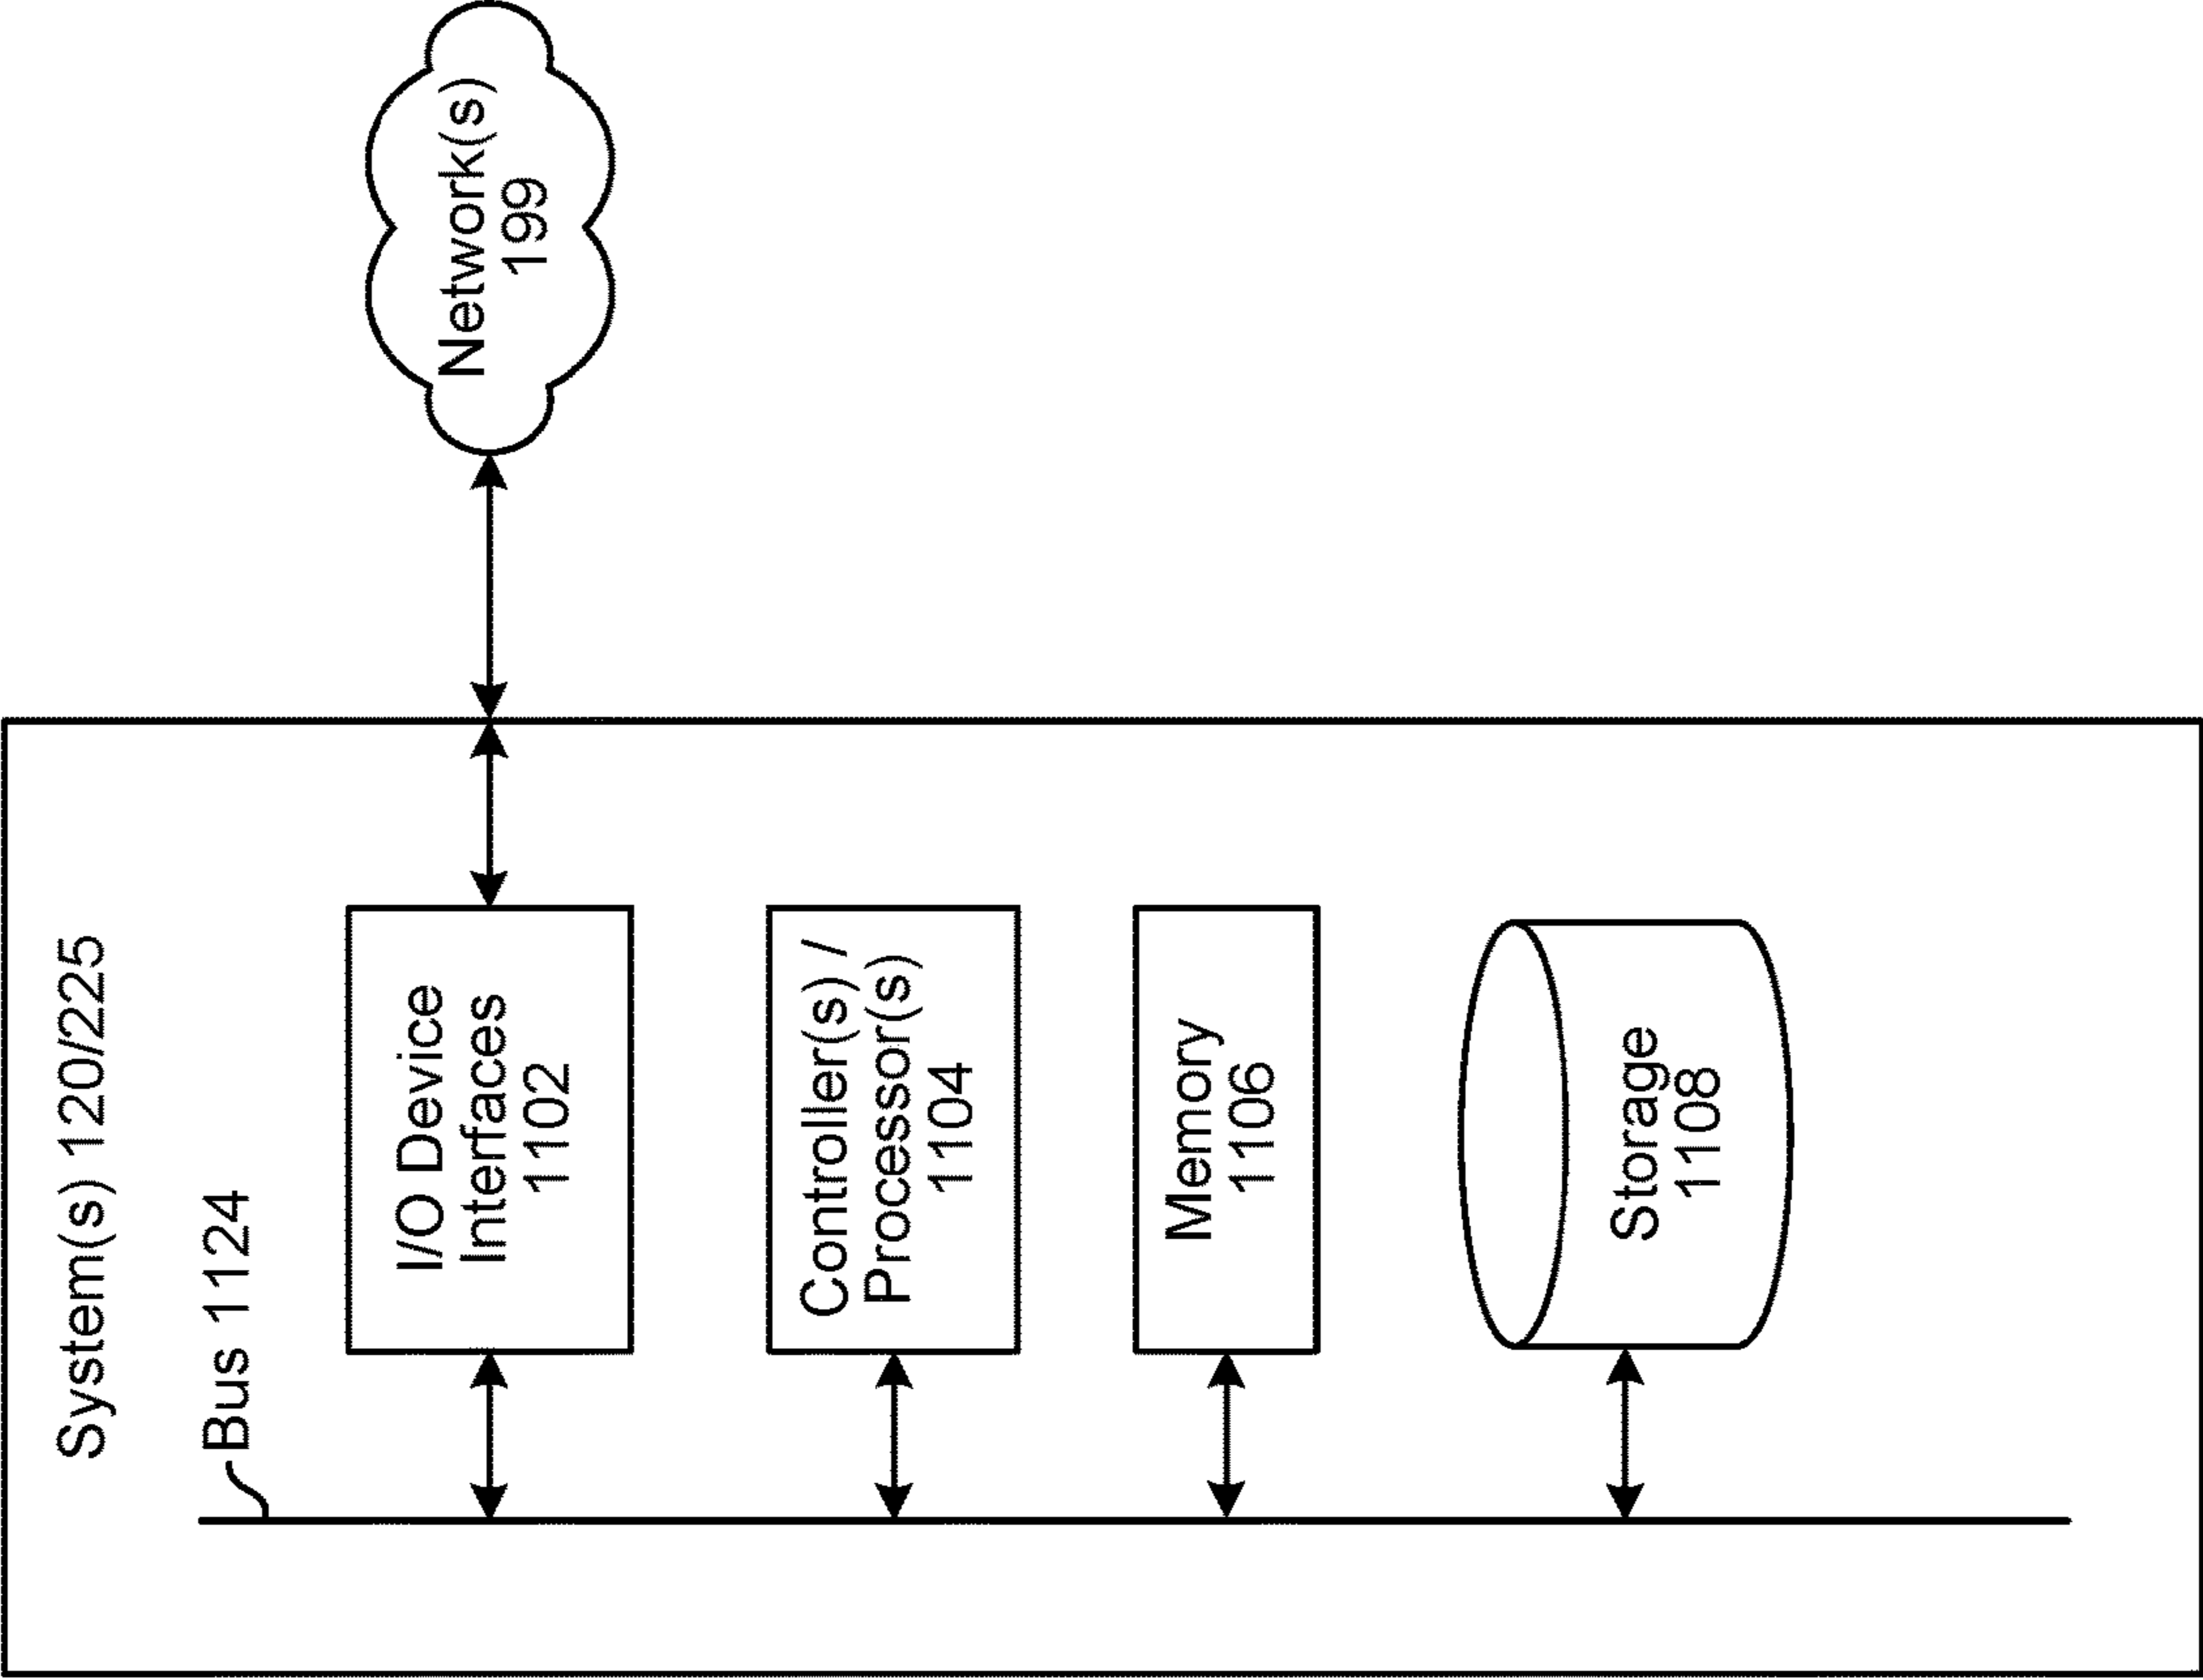 System(s) 120/225
Bus 1124
I/O Device
Interfaces
1102
Network(s)
199
Controller(s) /
Processor(s)
1104
Memory
1106
Storage
1108